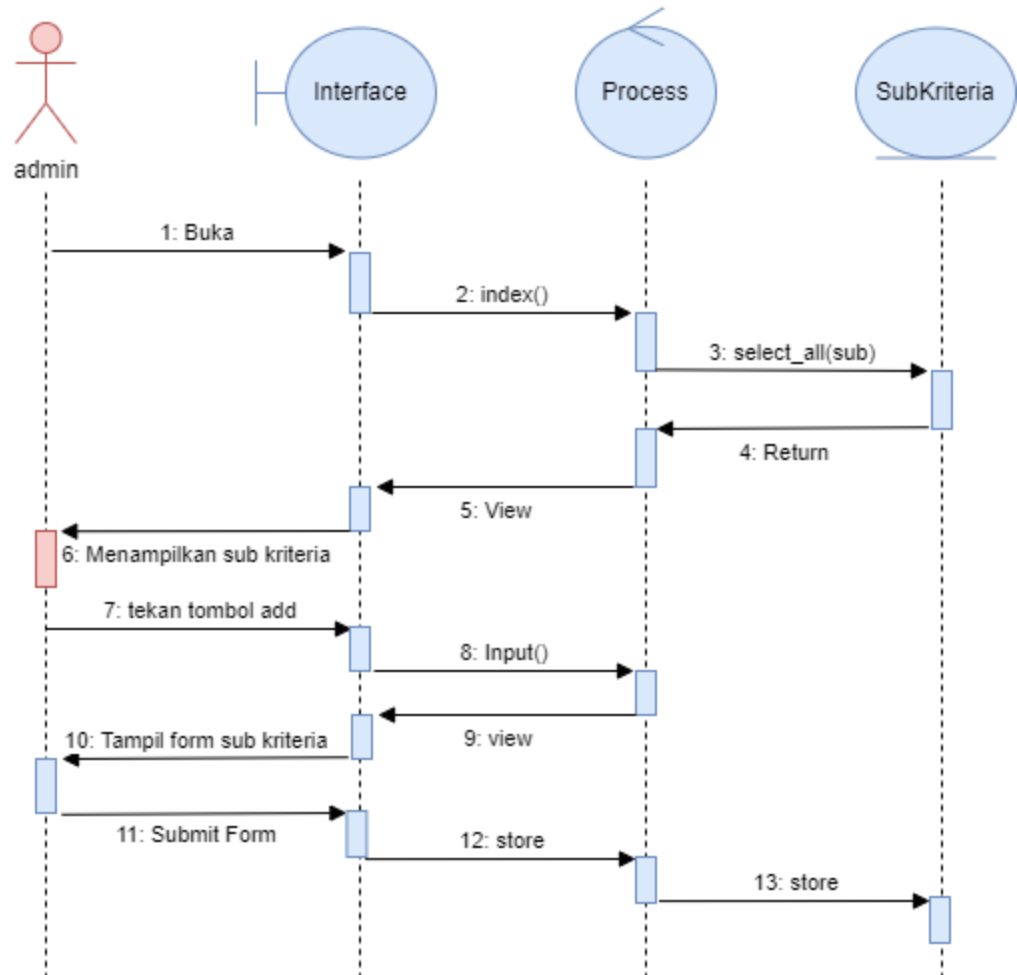 Interface
Process
SubKriteria
admin
1: Buka
2: index()
3: select_all(sub)
4: Return
5: View
6: Menampilkan sub kriteria
7: tekan tombol add
8: Input()
9: view
10: Tampil form sub kriteria
11: Submit Form
12: store
13: store